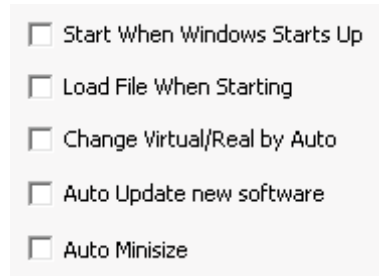 Start When Windows Starts Up
Load File When Starting
Change Virtual/Real by Auto
Auto Update new software
Auto Minisize